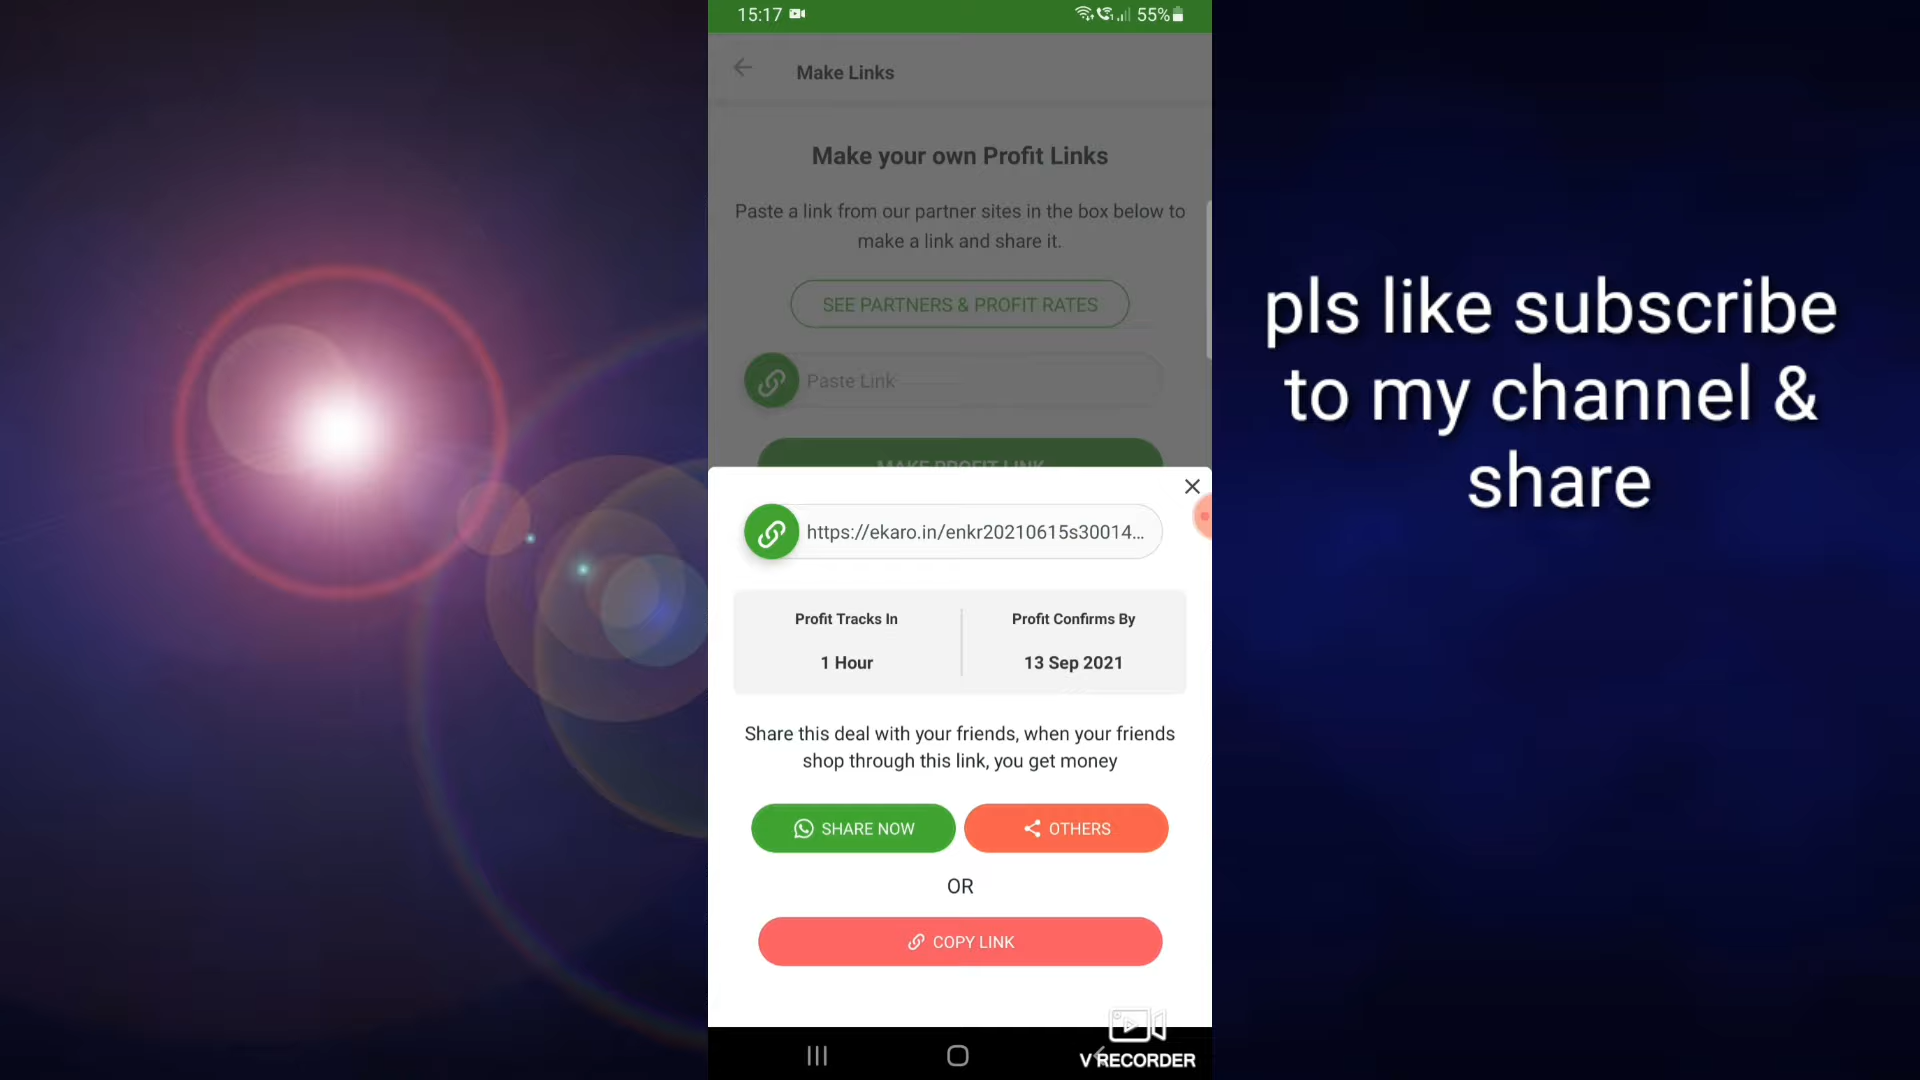 15:17
55%
Make Links
Make your own Profit Links
Paste a link from our partner sites in the box below to
make a link and share it.
SEE PARTNERS & PROFIT RATES
Paste Link
MAKE PROFIT LINK
https://ekaro.in/enkr20210615s30014...
Profit Tracks In
1 Hour
Profit Confirms By
13 Sep 2021
Share this deal with your friends, when your friends
shop through this link, you get money
SHARE NOW
OTHERS
OR
COPY LINK
V RECORDER
pls like subscribe
to my channel &
share